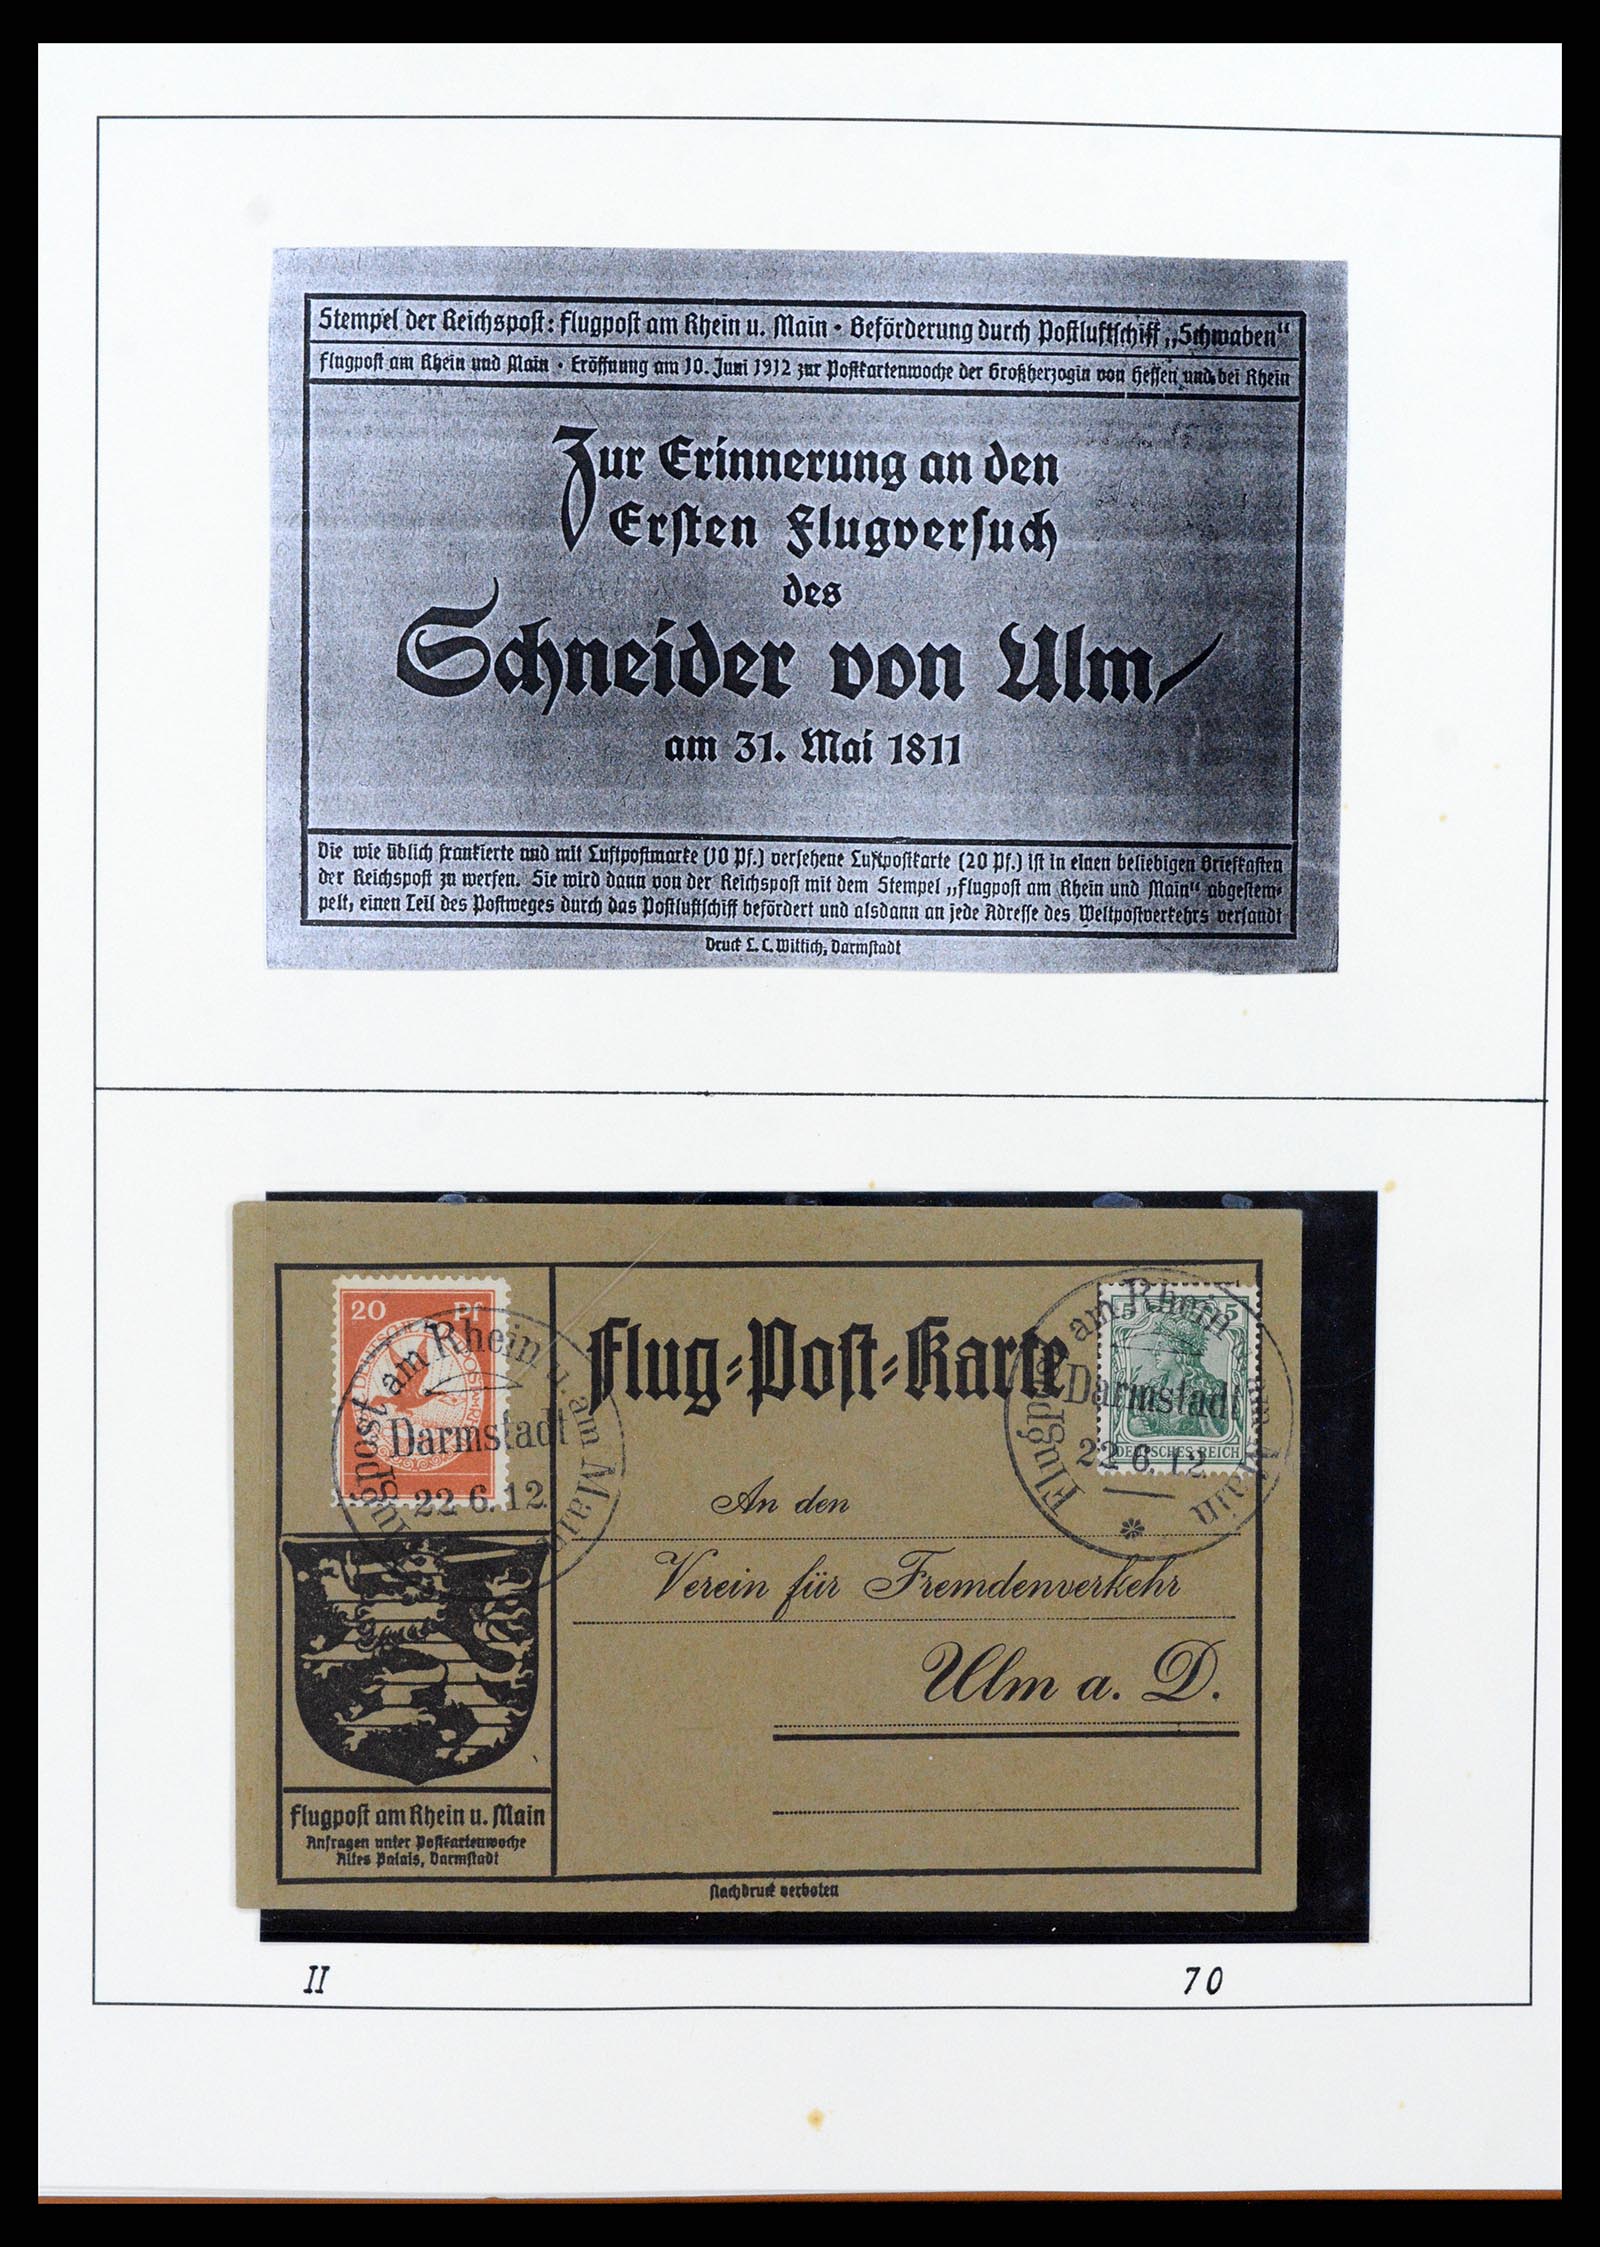 Stempel der Reichspost: Flugpost am Rhein u. Main · Beförderung durch Postluftschiff „Schwaben“
Flugpost am Rhein und Main · Eröffnung am 10. Juni 1912 zur Postkartenwoche der Großherzogin von Hessen und bei Rhein
Zur Erinnerung an den
Ersten Flugversuch
des
Schneider von Ulm
am 31. Mai 1811
Die wie üblich frankierte und mit Luftpostmarke (10 Pf.) versehene Luftpostkarte (20 Pf.) ist in einen beliebigen Briefkasten
der Reichspost zu werfen. Sie wird dann von der Reichspost mit dem Stempel „Flugpost am Rhein und Main“ abgestem-
pelt, einen Teil des Postweges durch das Postluftschiff befördert und alsdann an jede Adresse des Weltpostverkehrs versandt
Druck L. C. Wittich, Darmstadt
20 Pf
Flugpost am Rhein u. am Main
Darmstadt
22.6.12
Flug-Post-Karte
5 5
DEUTSCHES REICH
Flugpost am Rhein u. am Main
Darmstadt
22.6.12
An den
Verein für Fremdenverkehr
Ulm a. D.
Flugpost am Rhein u. Main
Anfragen unter Postkartenwoche
Altes Palais, Darmstadt
Nachdruck verboten
II 70